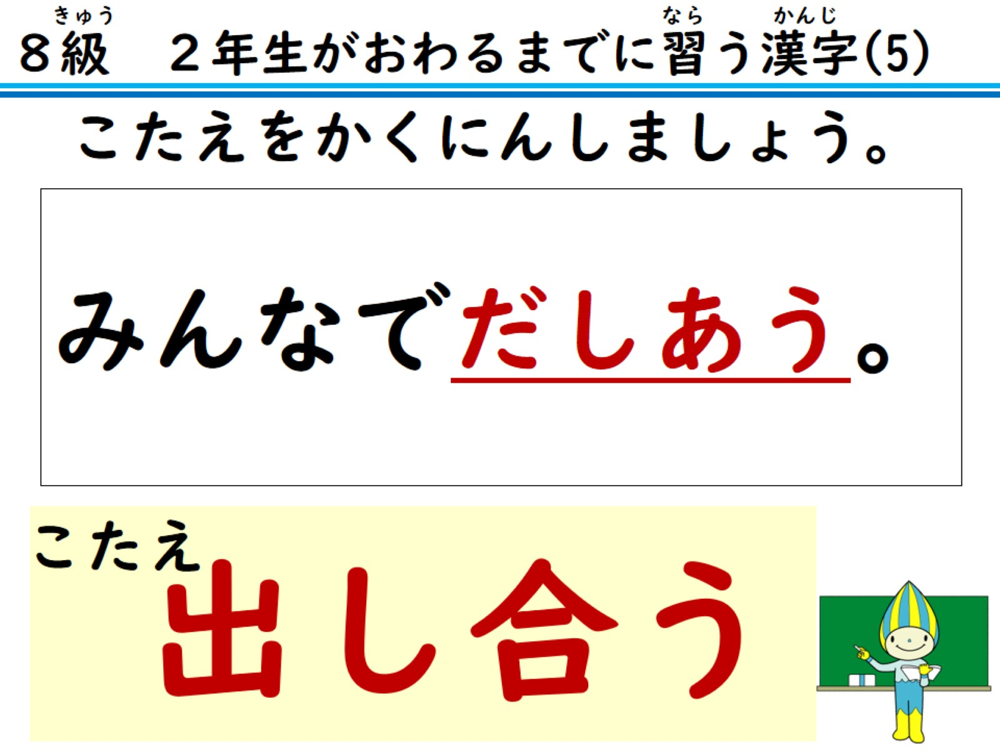 きゅう なら かんじ
８級　２年生がおわるまでに習う漢字(5)
こたえをかくにんしましょう。
みんなでだしあう。
こたえ
出し合う